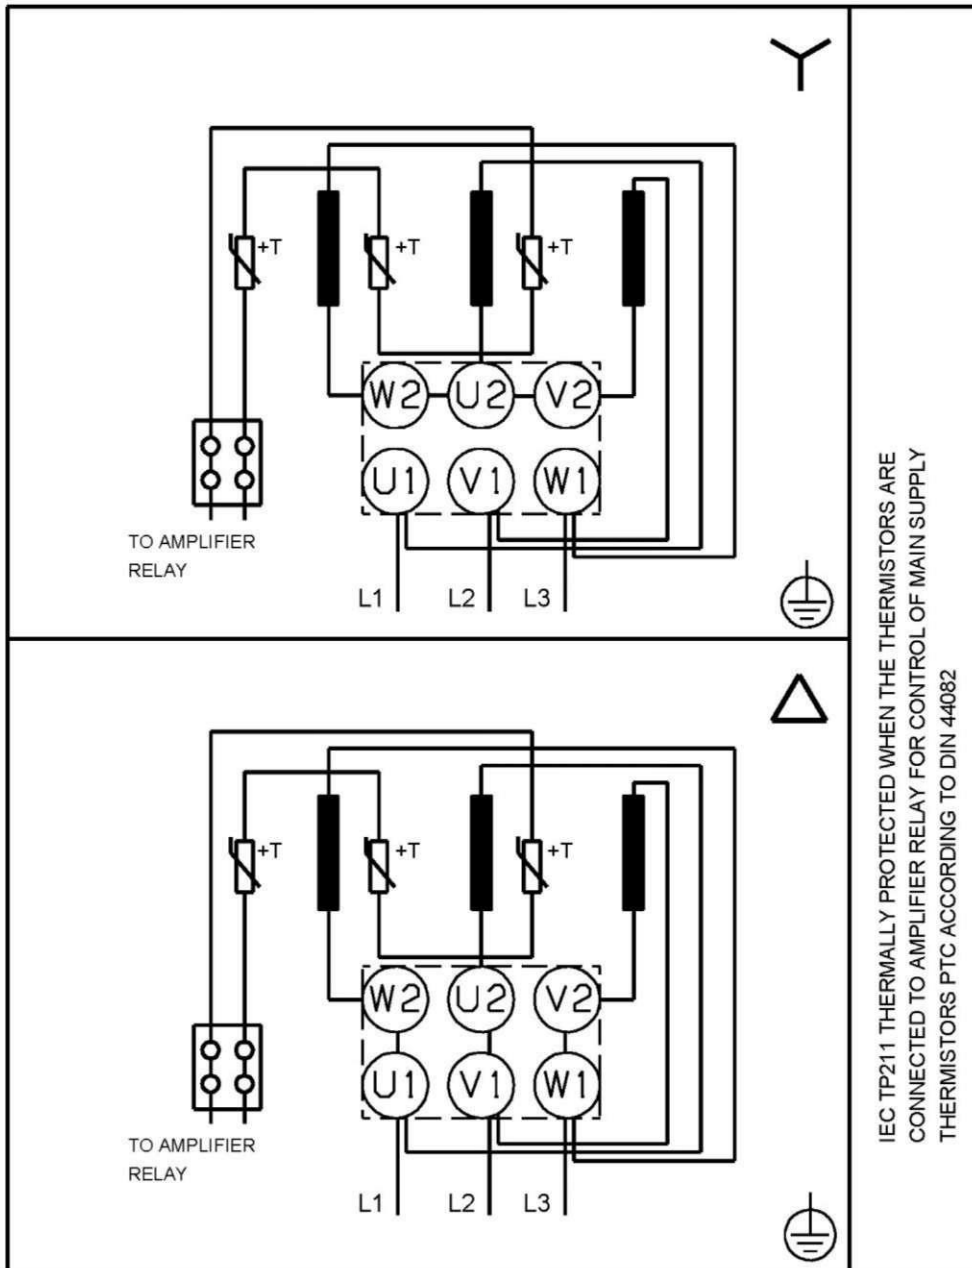 +T +T +T
W2 U2 V2
U1 V1 W1
TO AMPLIFIER
RELAY
L1 L2 L3
+T +T +T
W2 U2 V2
U1 V1 W1
TO AMPLIFIER
RELAY
L1 L2 L3
IEC TP211 THERMALLY PROTECTED WHEN THE THERMISTORS ARE
CONNECTED TO AMPLIFIER RELAY FOR CONTROL OF MAIN SUPPLY
THERMISTORS PTC ACCORDING TO DIN 44082